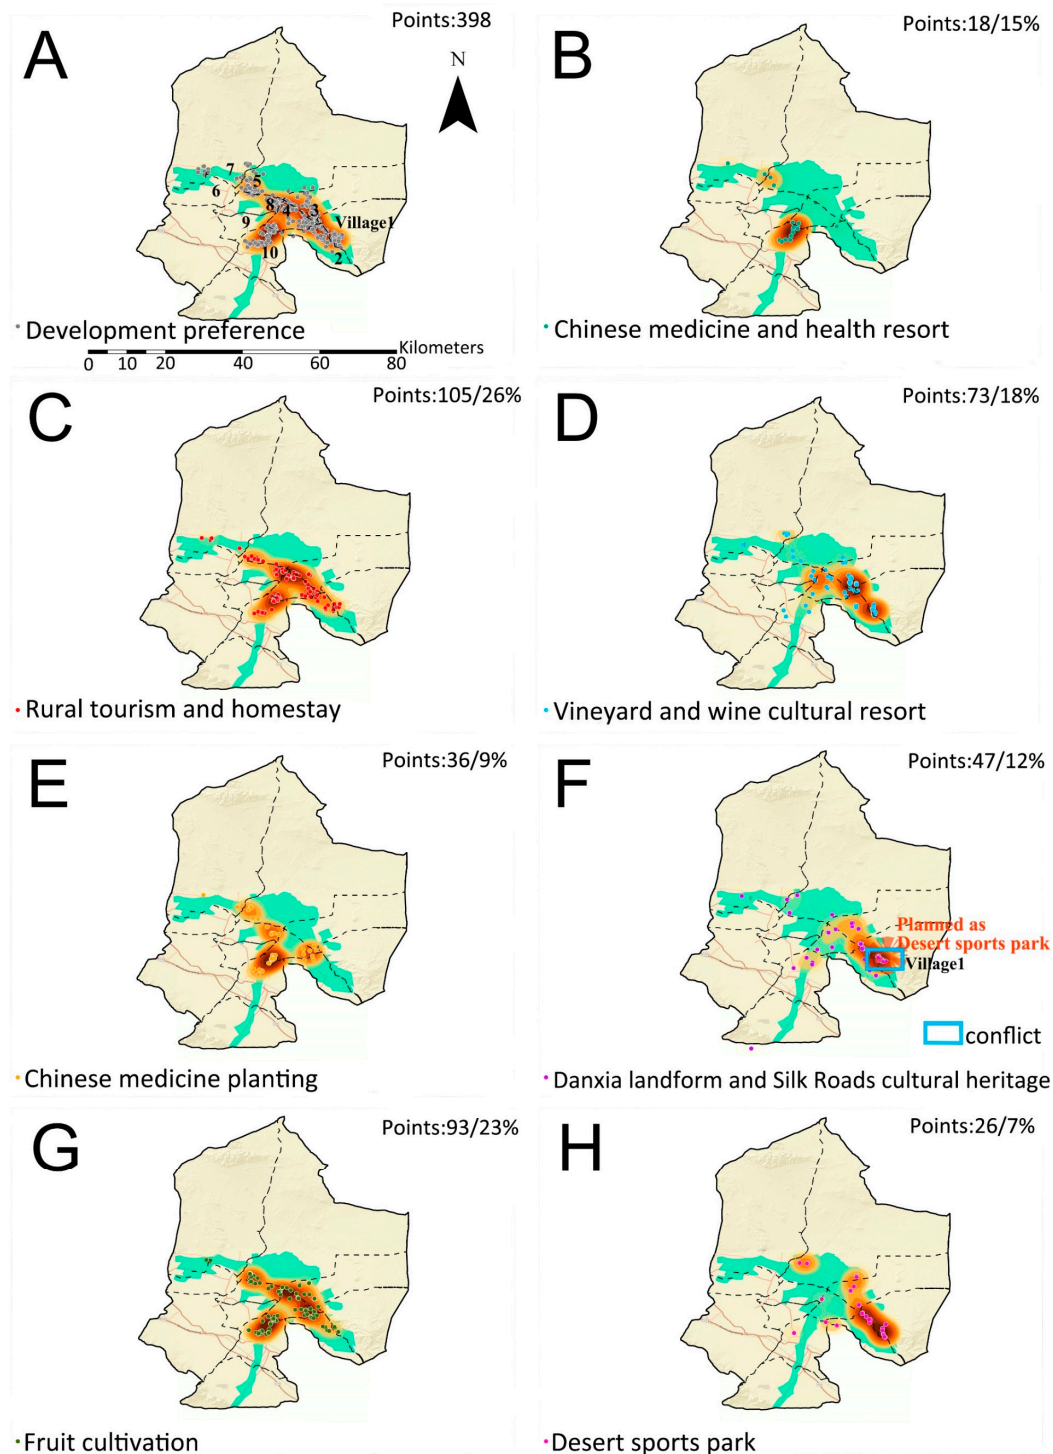 A
Points:398
N
7
5
6
8
4
3
9
Village1
10
2
Development preference
Kilometers
0 10 20 40 60 80
B
Points:18/15%
Chinese medicine and health resort
C
Points:105/26%
Rural tourism and homestay
D
Points:73/18%
Vineyard and wine cultural resort
E
Points:36/9%
Chinese medicine planting
F
Points:47/12%
Planned as
Desert sports park
Village1
conflict
Danxia landform and Silk Roads cultural heritage
G
Points:93/23%
Fruit cultivation
H
Points:26/7%
Desert sports park